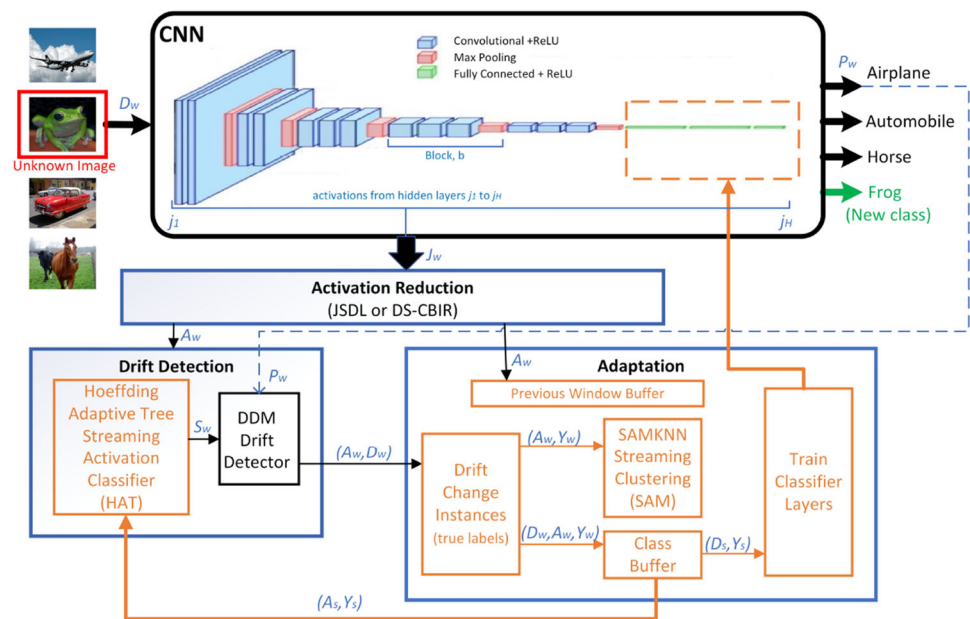 CNN
Convolutional +ReLU
Max Pooling
Fully Connected + ReLU
Block, b
activations from hidden layers j1 to jH
j1
jH
Dw
Unknown Image
Pw
Airplane
Automobile
Horse
Frog
(New class)
Jw
Activation Reduction
(JSDL or DS-CBIR)
Aw
Aw
Drift Detection
Pw
Hoeffding
Adaptive Tree
Streaming
Activation
Classifier
(HAT)
Sw
DDM
Drift
Detector
(Aw,Dw)
Adaptation
Previous Window Buffer
Drift
Change
Instances
(true labels)
(Aw,Yw)
SAMKNN
Streaming
Clustering
(SAM)
(Dw,Aw,Yw)
Class
Buffer
(Ds,Ys)
Train
Classifier
Layers
(As,Ys)